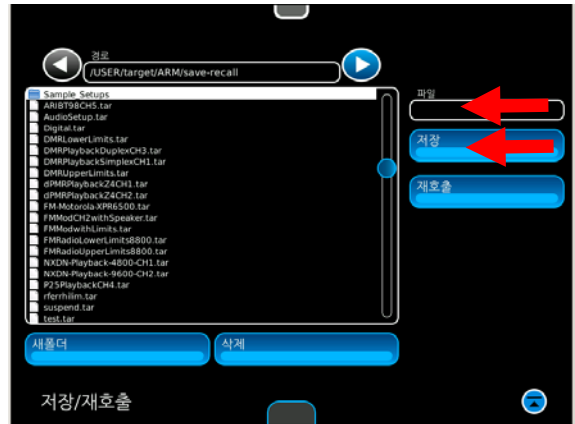 경로
/USER/target/ARM/save-recall
Sample_Setups
ARIBT98CH5.tar
AudioSetup.tar
Digital.tar
DMRLowerLimits.tar
DMRPlaybackDuplexCH3.tar
DMRPlaybackSimplexCH1.tar
DMRUpperLimits.tar
dPMRPlaybackZ4CH1.tar
dPMRPlaybackZ4CH2.tar
FM-Motorola-XPR6500.tar
FMModCH2withSpeaker.tar
FMModwithLimits.tar
FMRadioLowerLimits8800.tar
FMRadioUpperLimits8800.tar
NXDN-Playback-4800-CH1.tar
NXDN-Playback-9600-CH2.tar
P25PlaybackCH4.tar
rferrhilim.tar
suspend.tar
test.tar
파일
저장
재호출
새폴더
삭제
저장/재호출